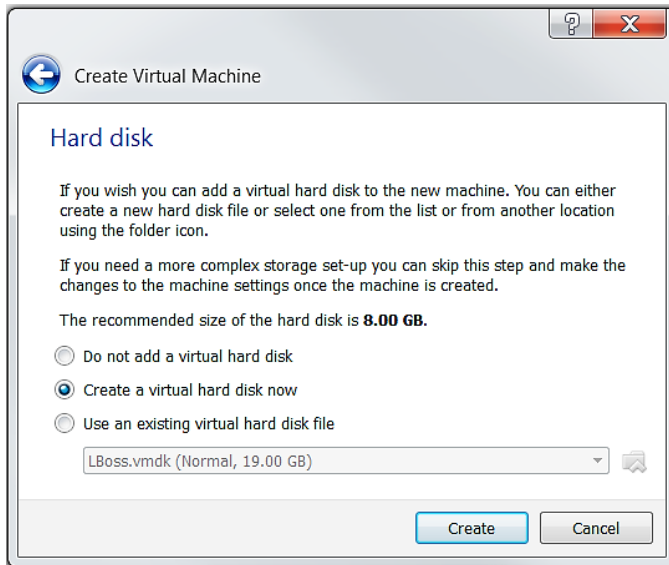 Create Virtual Machine
Hard disk
If you wish you can add a virtual hard disk to the new machine. You can either
create a new hard disk file or select one from the list or from another location
using the folder icon.
If you need a more complex storage set-up you can skip this step and make the
changes to the machine settings once the machine is created.
The recommended size of the hard disk is 8.00 GB.
Do not add a virtual hard disk
Create a virtual hard disk now
Use an existing virtual hard disk file
LBoss.vmdk (Normal, 19.00 GB)
Create Cancel